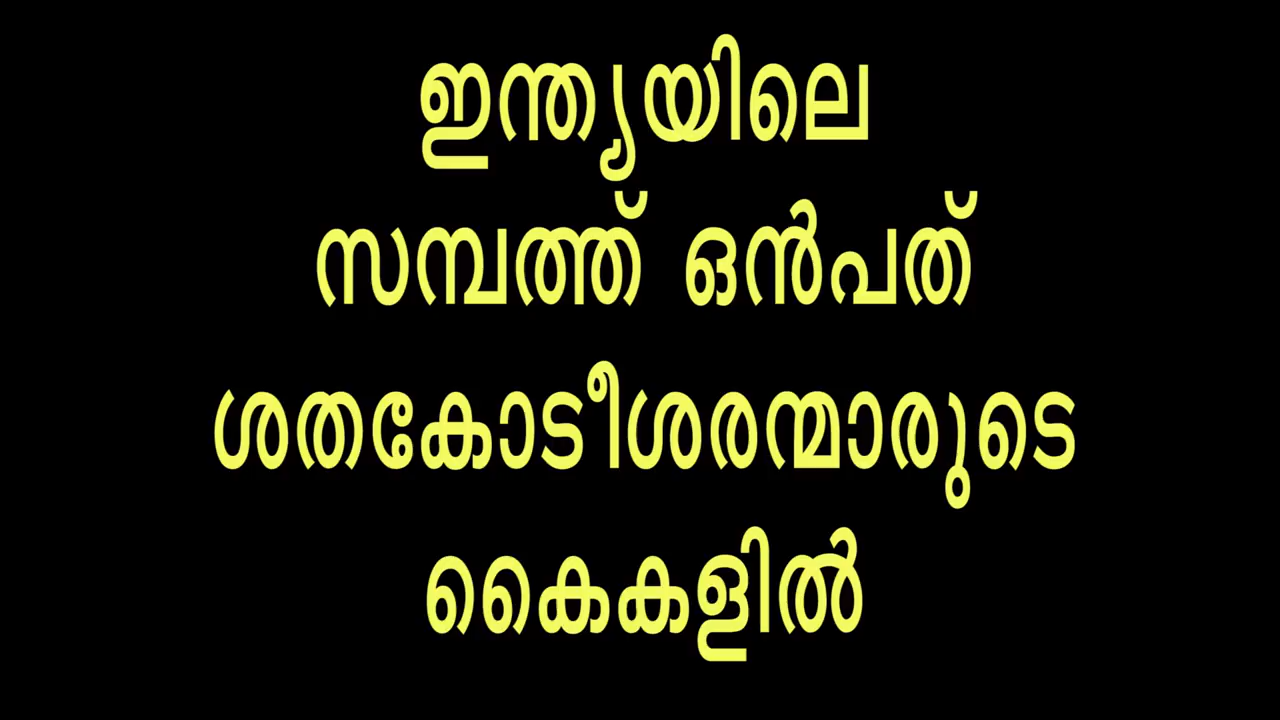 ഇന്ത്യയിലെ
സമ്പത്ത് ഒൻപത്
ശതകോടീശരന്മാരുടെ
കൈകളിൽ